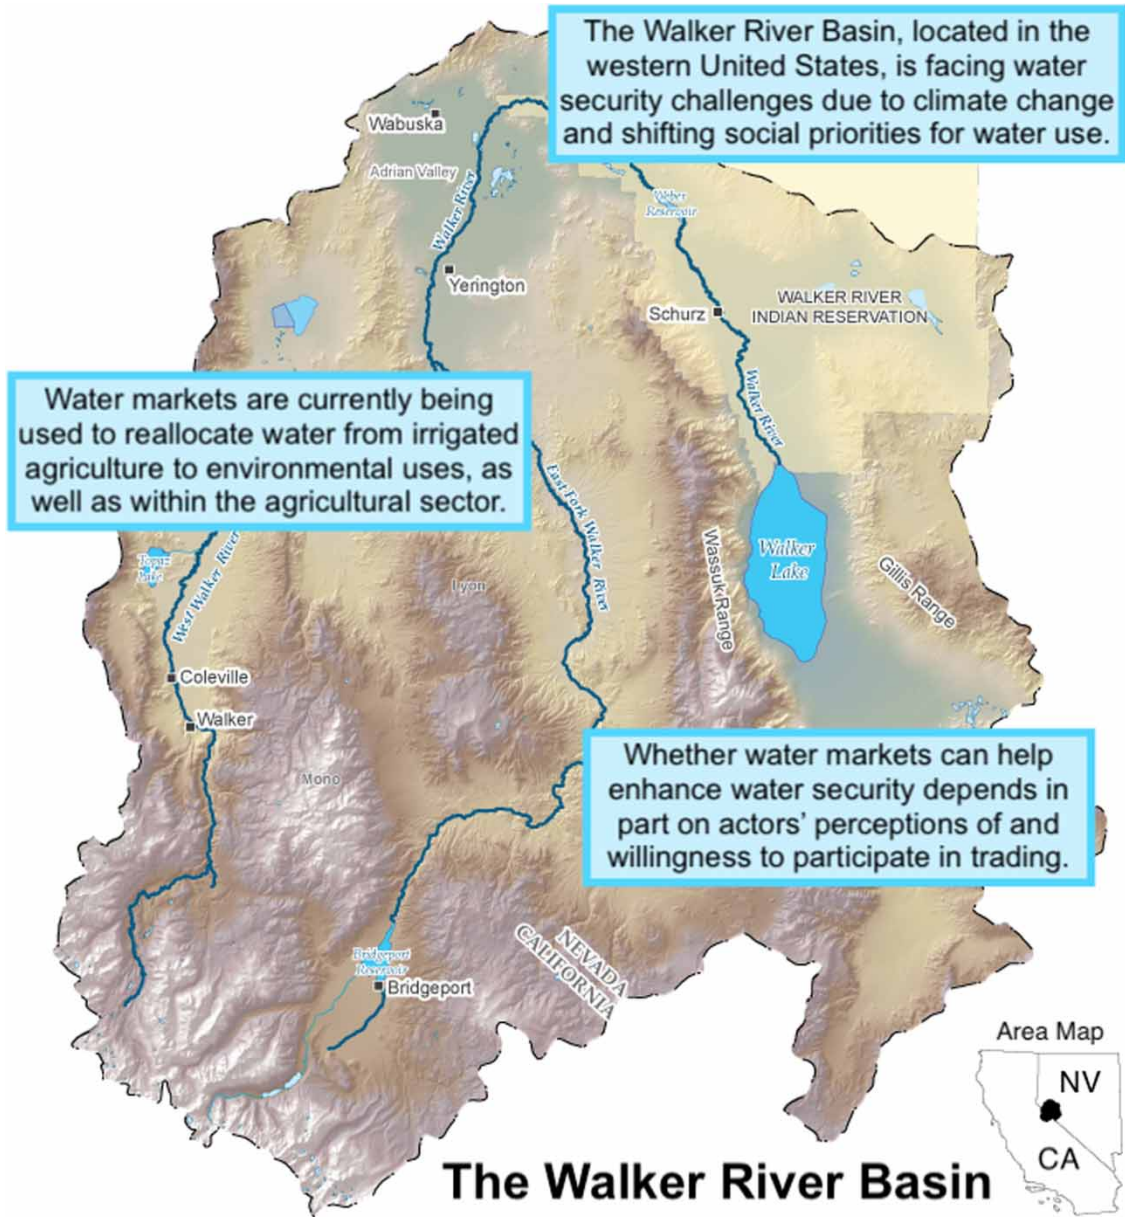 The Walker River Basin, located in the
western United States, is facing water
security challenges due to climate change
and shifting social priorities for water use.
Wabuska
Adrian Valley
Walker River
Weber
Reservoir
Yerington
Schurz
WALKER RIVER
INDIAN RESERVATION
Walker River
Water markets are currently being
used to reallocate water from irrigated
agriculture to environmental uses, as
well as within the agricultural sector.
East Fork Walker River
Wassuk Range
Walker
Lake
Gillis Range
Topaz
Lake
West Walker River
Lyon
Coleville
Walker
Mono
Whether water markets can help
enhance water security depends in
part on actors’ perceptions of and
willingness to participate in trading.
NEVADA
CALIFORNIA
Bridgeport
Reservoir
Bridgeport
Area Map
NV
CA
The Walker River Basin